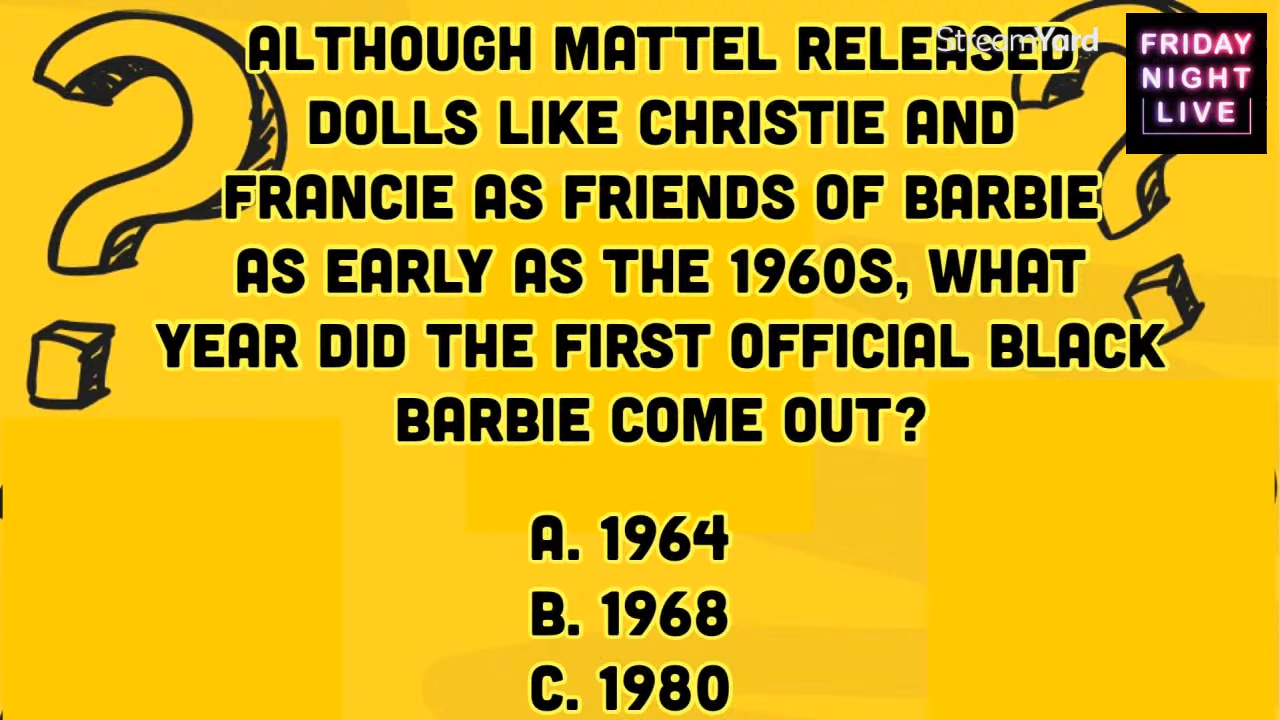 ALTHOUGH MATTEL RELEASED
DOLLS LIKE CHRISTIE AND
FRANCIE AS FRIENDS OF BARBIE
AS EARLY AS THE 1960S, WHAT
YEAR DID THE FIRST OFFICIAL BLACK
BARBIE COME OUT?
A. 1964
B. 1968
C. 1980
StreamYard
FRIDAY
NIGHT
LIVE